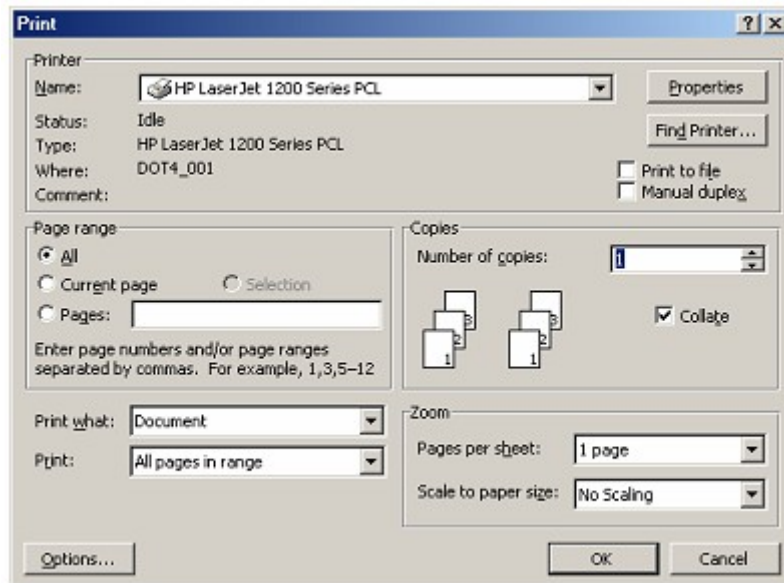 Print
Printer
Name: HP LaserJet 1200 Series PCL Properties
Status: Idle
Find Printer...
Type: HP LaserJet 1200 Series PCL
Where: DOT4_001
Print to file
Comment:
Manual duplex
Page range
All
Current page Selection
Pages:
Enter page numbers and/or page ranges
separated by commas. For example, 1,3,5–12
Copies
Number of copies: 1
3 3
2 2
1 1
Collate
Print what: Document
Print: All pages in range
Zoom
Pages per sheet: 1 page
Scale to paper size: No Scaling
Options... OK Cancel